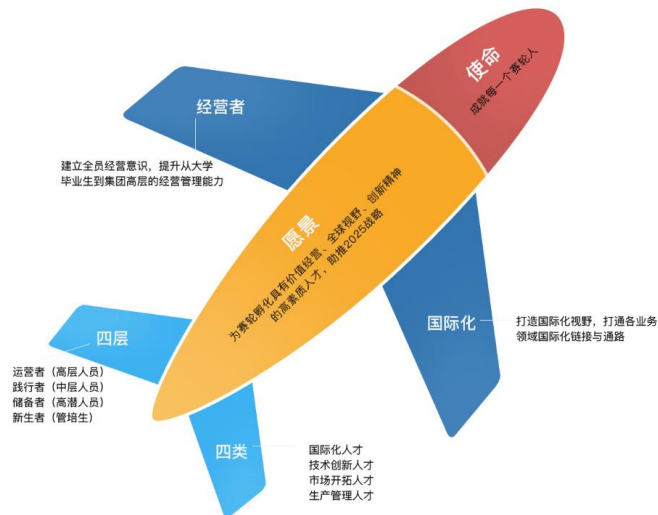 使命
成就每一个赛轮人
经营者
建立全员经营意识，提升从大学
毕业生到集团高层的经营管理能力
愿景
为赛轮孵化具有价值经营、全球视野、创新精神
的高素质人才，助推2025战略
国际化
打造国际化视野，打通各业务
领域国际化链接与通路
四层
运营者（高层人员）
践行者（中层人员）
储备者（高潜人员）
新生者（管培生）
四类
国际化人才
技术创新人才
市场开拓人才
生产管理人才